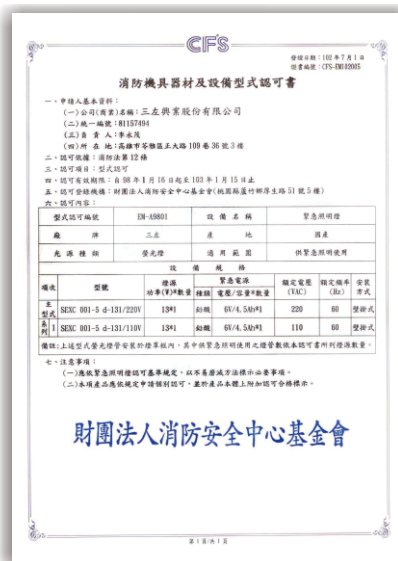 CFS
發證日期：102年7月1日
證書編號：CFS-EM102005
消防機具器材及設備型式認可書
一、申請人基本資料：
(一)公司(商業)名稱：三左興業股份有限公司
(二)統一編號：81157494
(三)負 責 人：李永茂
(四)所 在 地：高雄市苓雅區正大路109巷36號3樓
二、認可依據：消防法第12條
三、認可項目：型式認可
四、認可有效期限：自98年1月16日起至103年1月15日止
五、認可登錄機構：財團法人消防安全中心基金會(桃園縣蘆竹鄉厚生路51號5樓)
六、認可內容：
型式認可編號 EM-A9801 設備名稱 緊急照明燈
廠牌 三左 產地 國產
光源種類 螢光燈 適用範圍 供緊急照明使用
設備規格
項次 型號 燈源功率(W)*數量 緊急電源 種類 電壓/容量*數量 額定電壓(VAC) 額定頻率(Hz) 安裝方式
主型式 SEXC 001-5 d-131/220V 13*1 鉛酸 6V/4.5Ah*1 220 60 壁掛式
系列 1 SEXC 001-5 d-131/110V 13*1 鉛酸 6V/4.5Ah*1 110 60 壁掛式
備註：上述型式螢光燈管安裝於燈罩框內，其中供緊急照明使用之燈管數依本認可書所列燈源數量。
七、注意事項：
(一)應依緊急照明燈認可基準規定，以不易磨滅方法標示必要事項。
(二)本項產品應依規定申請個別認可，並於產品本體上附加認可合格標示。
財團法人消防安全中心基金會
第1頁/共1頁